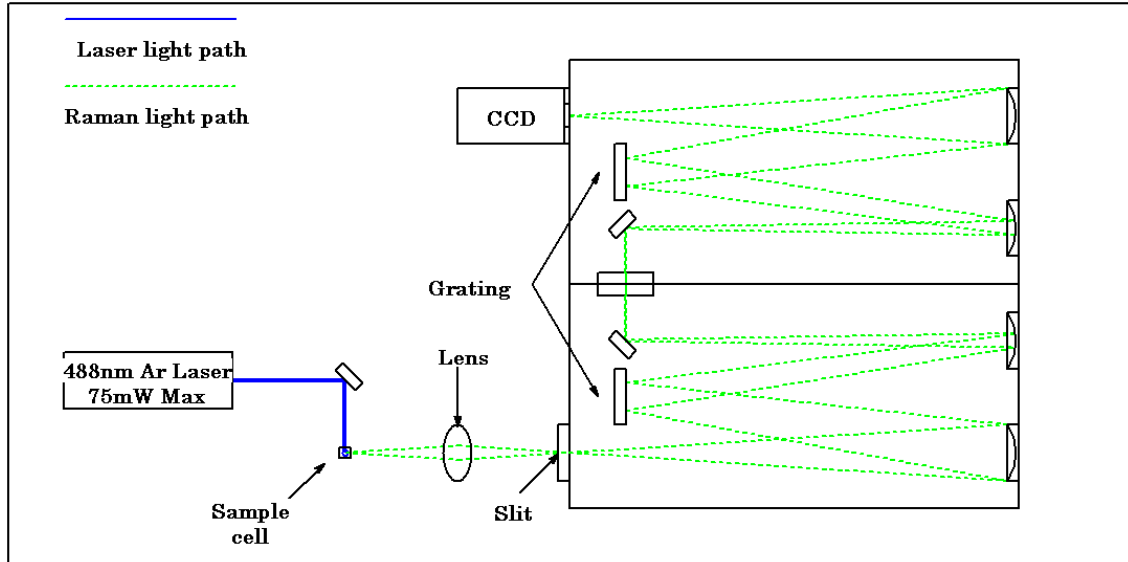 Laser light path
Raman light path
CCD
Grating
488nm Ar Laser
75mW Max
Lens
Sample
cell
Slit